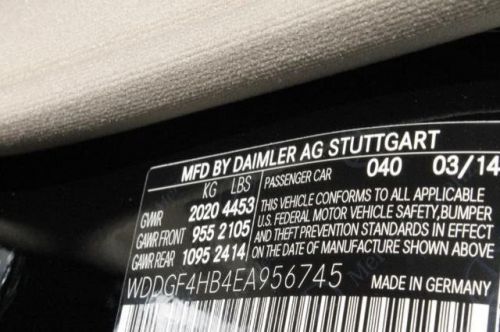 MFD BY DAIMLER AG STUTTGART
KG LBS PASSENGER CAR 040 03/14
GVWR 2020 4453
GAWR FRONT 955 2105
GAWR REAR 1095 2414
THIS VEHICLE CONFORMS TO ALL APPLICABLE
U.S. FEDERAL MOTOR VEHICLE SAFETY,BUMPER
AND THEFT PREVENTION STANDARDS IN EFFECT
ON THE DATE OF MANUFACTURE SHOWN ABOVE.
WDDGF4HB4EA956745 MADE IN GERMANY